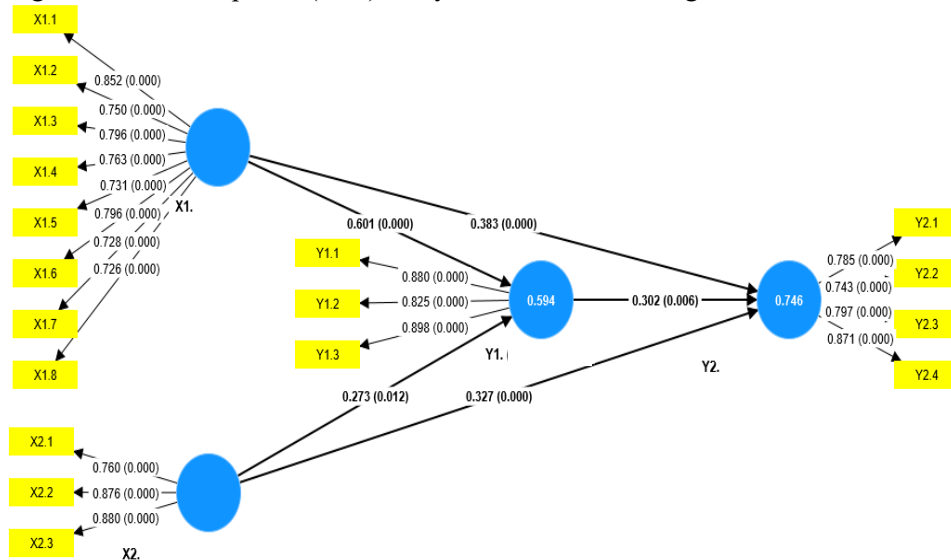 X1.1
X1.2
X1.3
X1.4
X1.5
X1.6
X1.7
X1.8
0.852 (0.000)
0.750 (0.000)
0.796 (0.000)
0.763 (0.000)
0.731 (0.000)
0.796 (0.000)
0.728 (0.000)
0.726 (0.000)
X1.
0.601 (0.000)
0.383 (0.000)
Y1.1
Y1.2
Y1.3
0.880 (0.000)
0.825 (0.000)
0.898 (0.000)
0.594
Y1. (
0.302 (0.006)
0.746
Y2.
0.785 (0.000)
0.743 (0.000)
0.797 (0.000)
0.871 (0.000)
Y2.1
Y2.2
Y2.3
Y2.4
0.273 (0.012)
0.327 (0.000)
X2.1
X2.2
X2.3
0.760 (0.000)
0.876 (0.000)
0.880 (0.000)
X2.